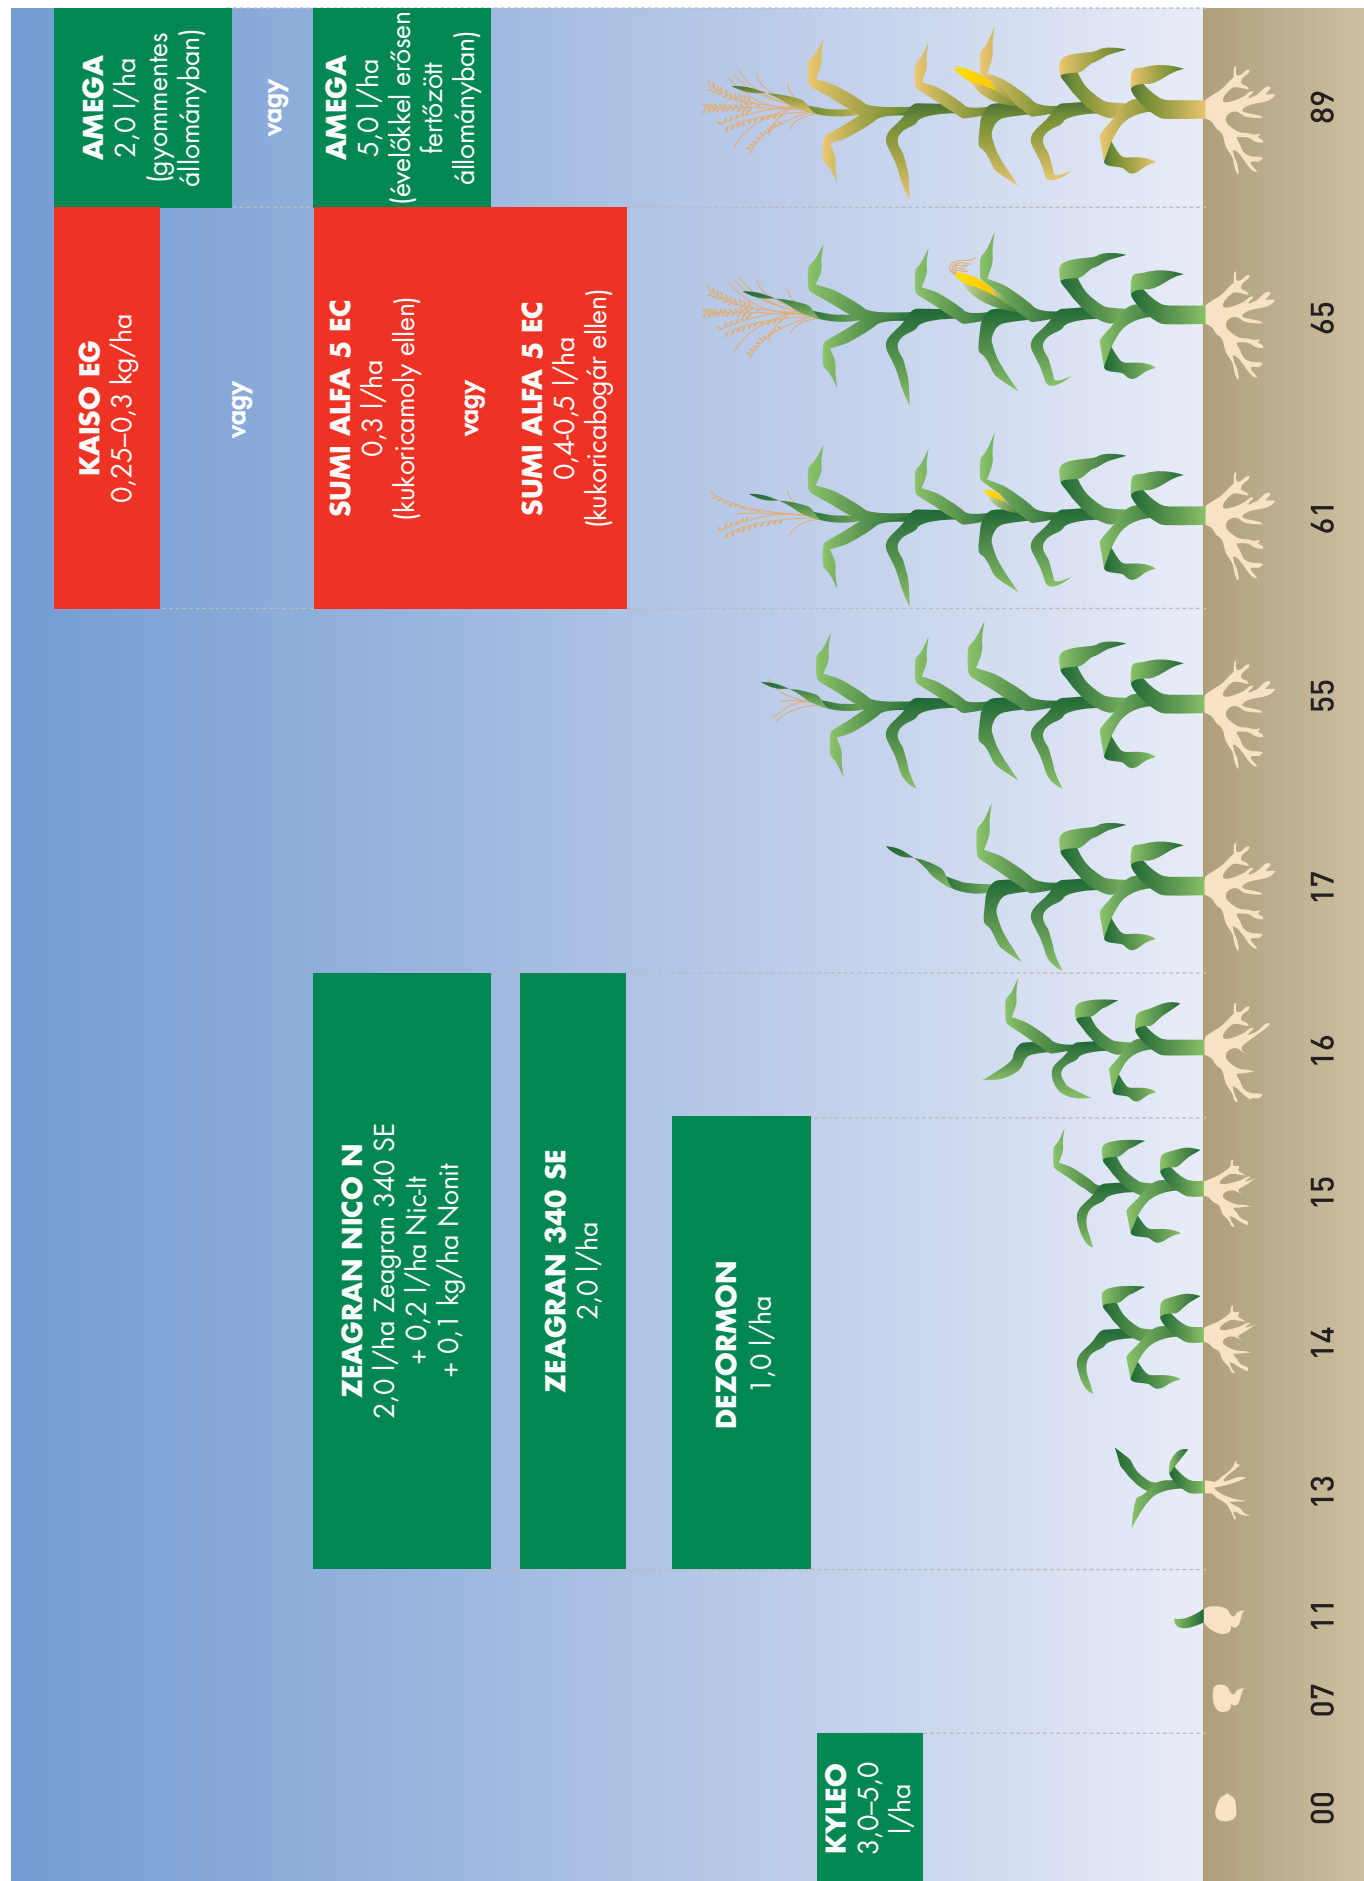 AMEGA
2,0 l/ha
(gyommentes
állományban)
vagy
AMEGA
5,0 l/ha
(évelőkkel erősen
fertőzött
állományban)
KAISO EG
0,25–0,3 kg/ha
vagy
SUMI ALFA 5 EC
0,3 l/ha
(kukoricamoly ellen)
vagy
SUMI ALFA 5 EC
0,4-0,5 l/ha
(kukoricabogár ellen)
ZEAGRAN NICO N
2,0 l/ha Zeagran 340 SE
+ 0,2 l/ha Nic-It
+ 0,1 kg/ha Nonit
ZEAGRAN 340 SE
2,0 l/ha
DEZORMON
1,0 l/ha
KYLEO
3,0–5,0
l/ha
00
07
11
13
14
15
16
17
55
61
65
89